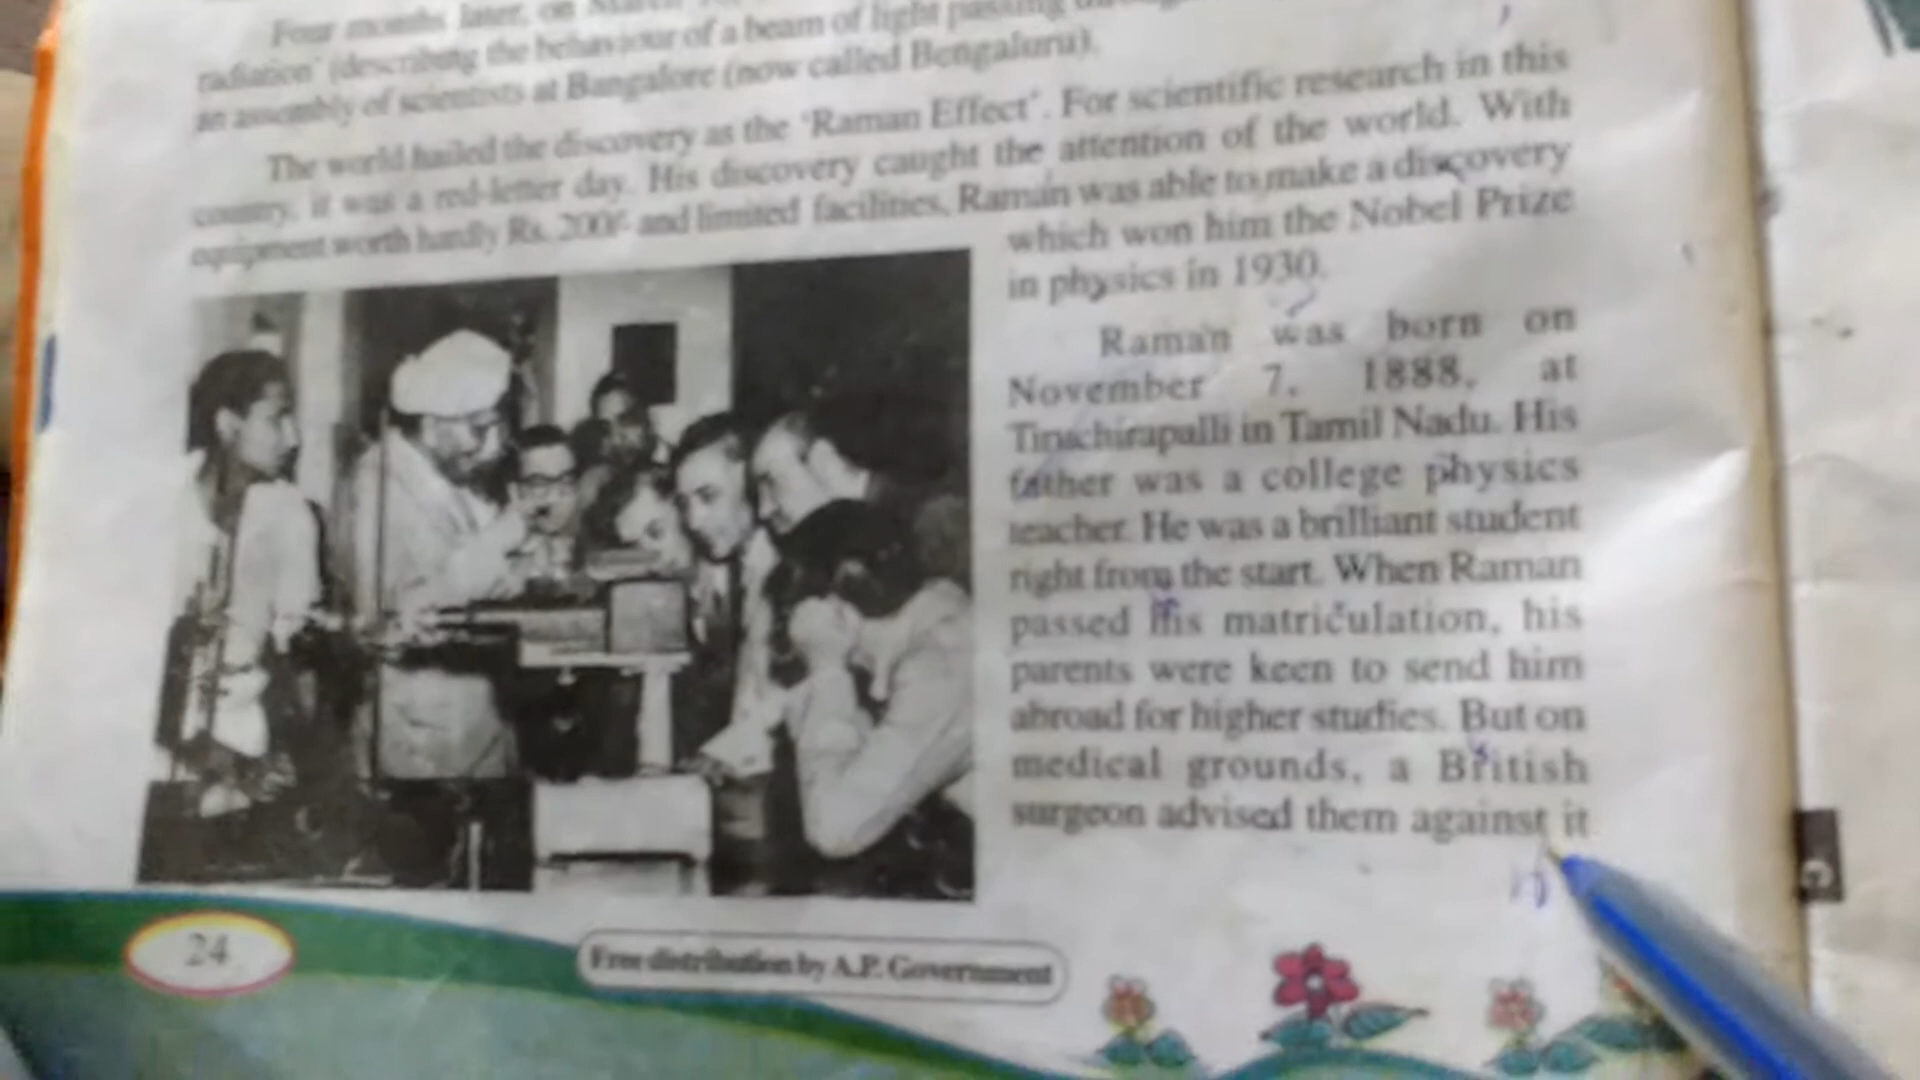 Four months later, on March
radiation' (describing the behaviour of a beam of light passing
an assembly of scientists at Bangalore (now called Bengaluru).
The world hailed the discovery as the 'Raman Effect'. For scientific research in this
country, it was a red-letter day. His discovery caught the attention of the world. With
equipment worth hardly Rs. 200/- and limited facilities, Raman was able to make a discovery
which won him the Nobel Prize
in physics in 1930.
Raman was born on
November 7, 1888, at
Tiruchirapalli in Tamil Nadu. His
father was a college physics
teacher. He was a brilliant student
right from the start. When Raman
passed his matriculation, his
parents were keen to send him
abroad for higher studies. But on
medical grounds, a British
surgeon advised them against it
24
Free distribution by A.P. Government